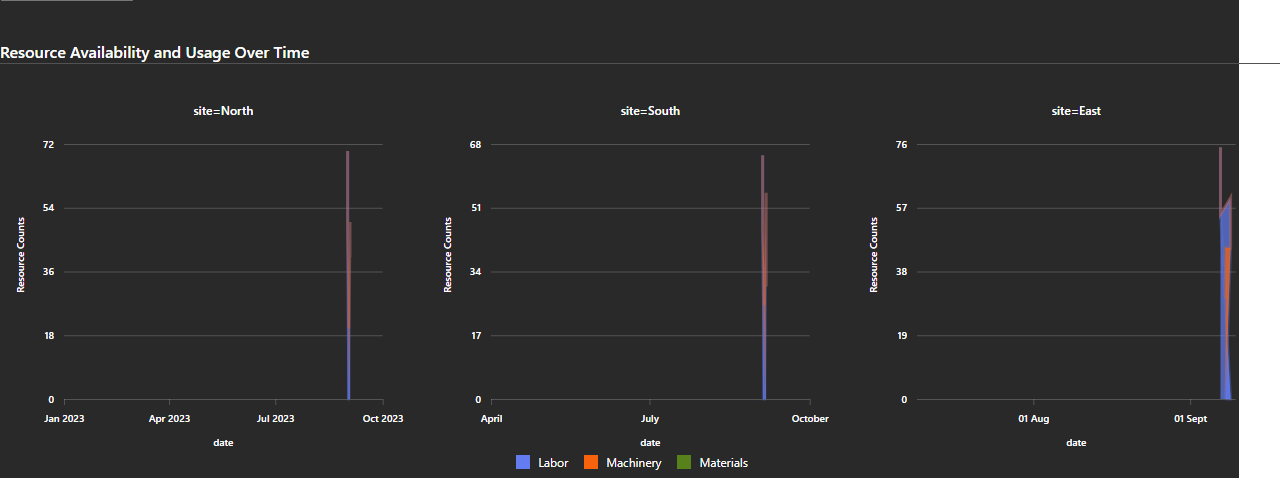 Resource Availability and Usage Over Time
site=North
site=South
site=East
72
54
36
18
0
Resource Counts
Jan 2023 Apr 2023 Jul 2023 Oct 2023
date
68
51
34
17
0
Resource Counts
April July October
date
76
57
38
19
0
Resource Counts
01 Aug 01 Sept
date
Labor Machinery Materials